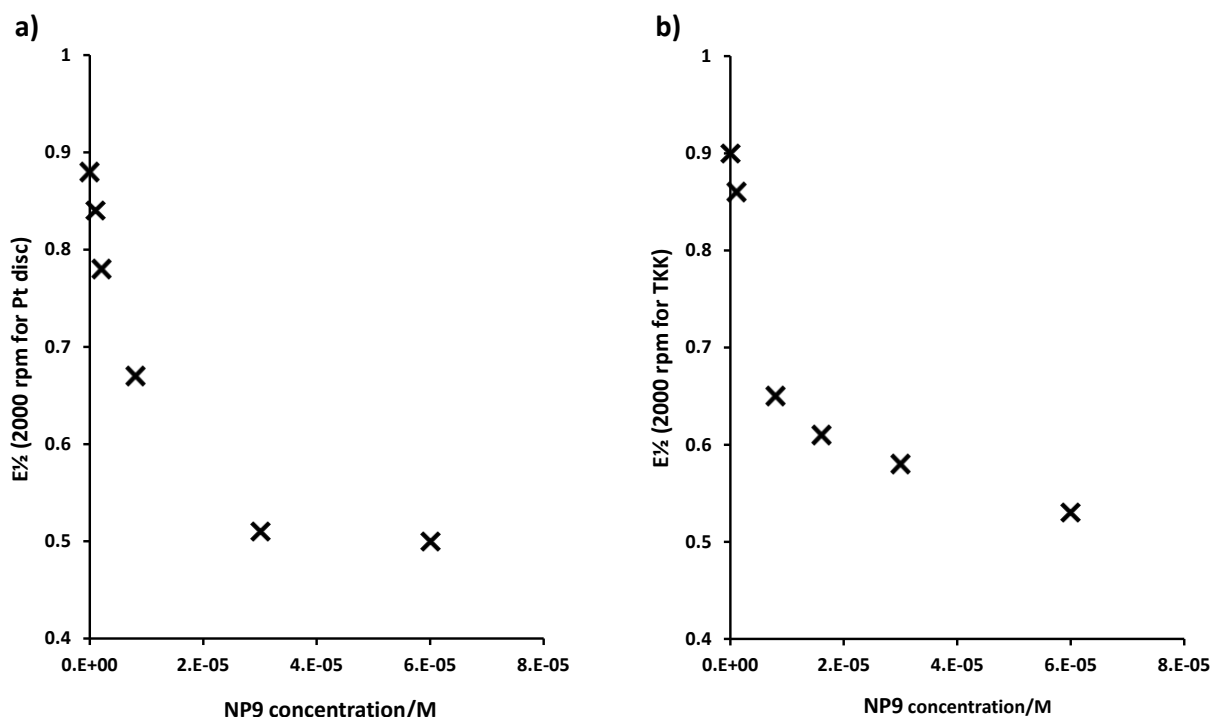 a)
1
0.9
0.8
0.7
0.6
0.5
0.4
E½ (2000 rpm for Pt disc)
0.E+00 2.E-05 4.E-05 6.E-05 8.E-05
NP9 concentration/M
b)
1
0.9
0.8
0.7
0.6
0.5
0.4
E½ (2000 rpm for TKK)
0.E+00 2.E-05 4.E-05 6.E-05 8.E-05
NP9 concentration/M